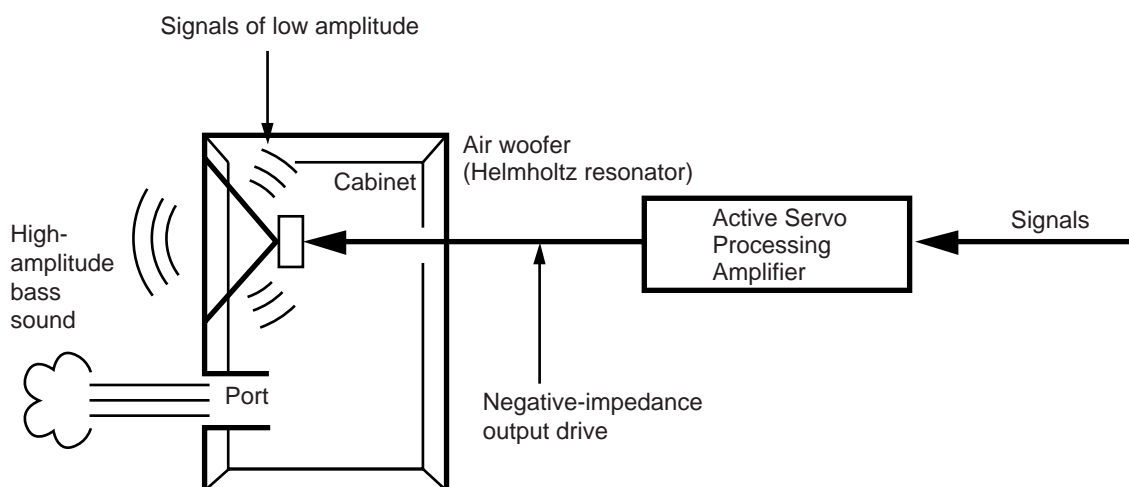 Signals of low amplitude
Air woofer
(Helmholtz resonator)
Cabinet
High-
amplitude
bass
sound
Active Servo
Processing
Amplifier
Signals
Port
Negative-impedance
output drive